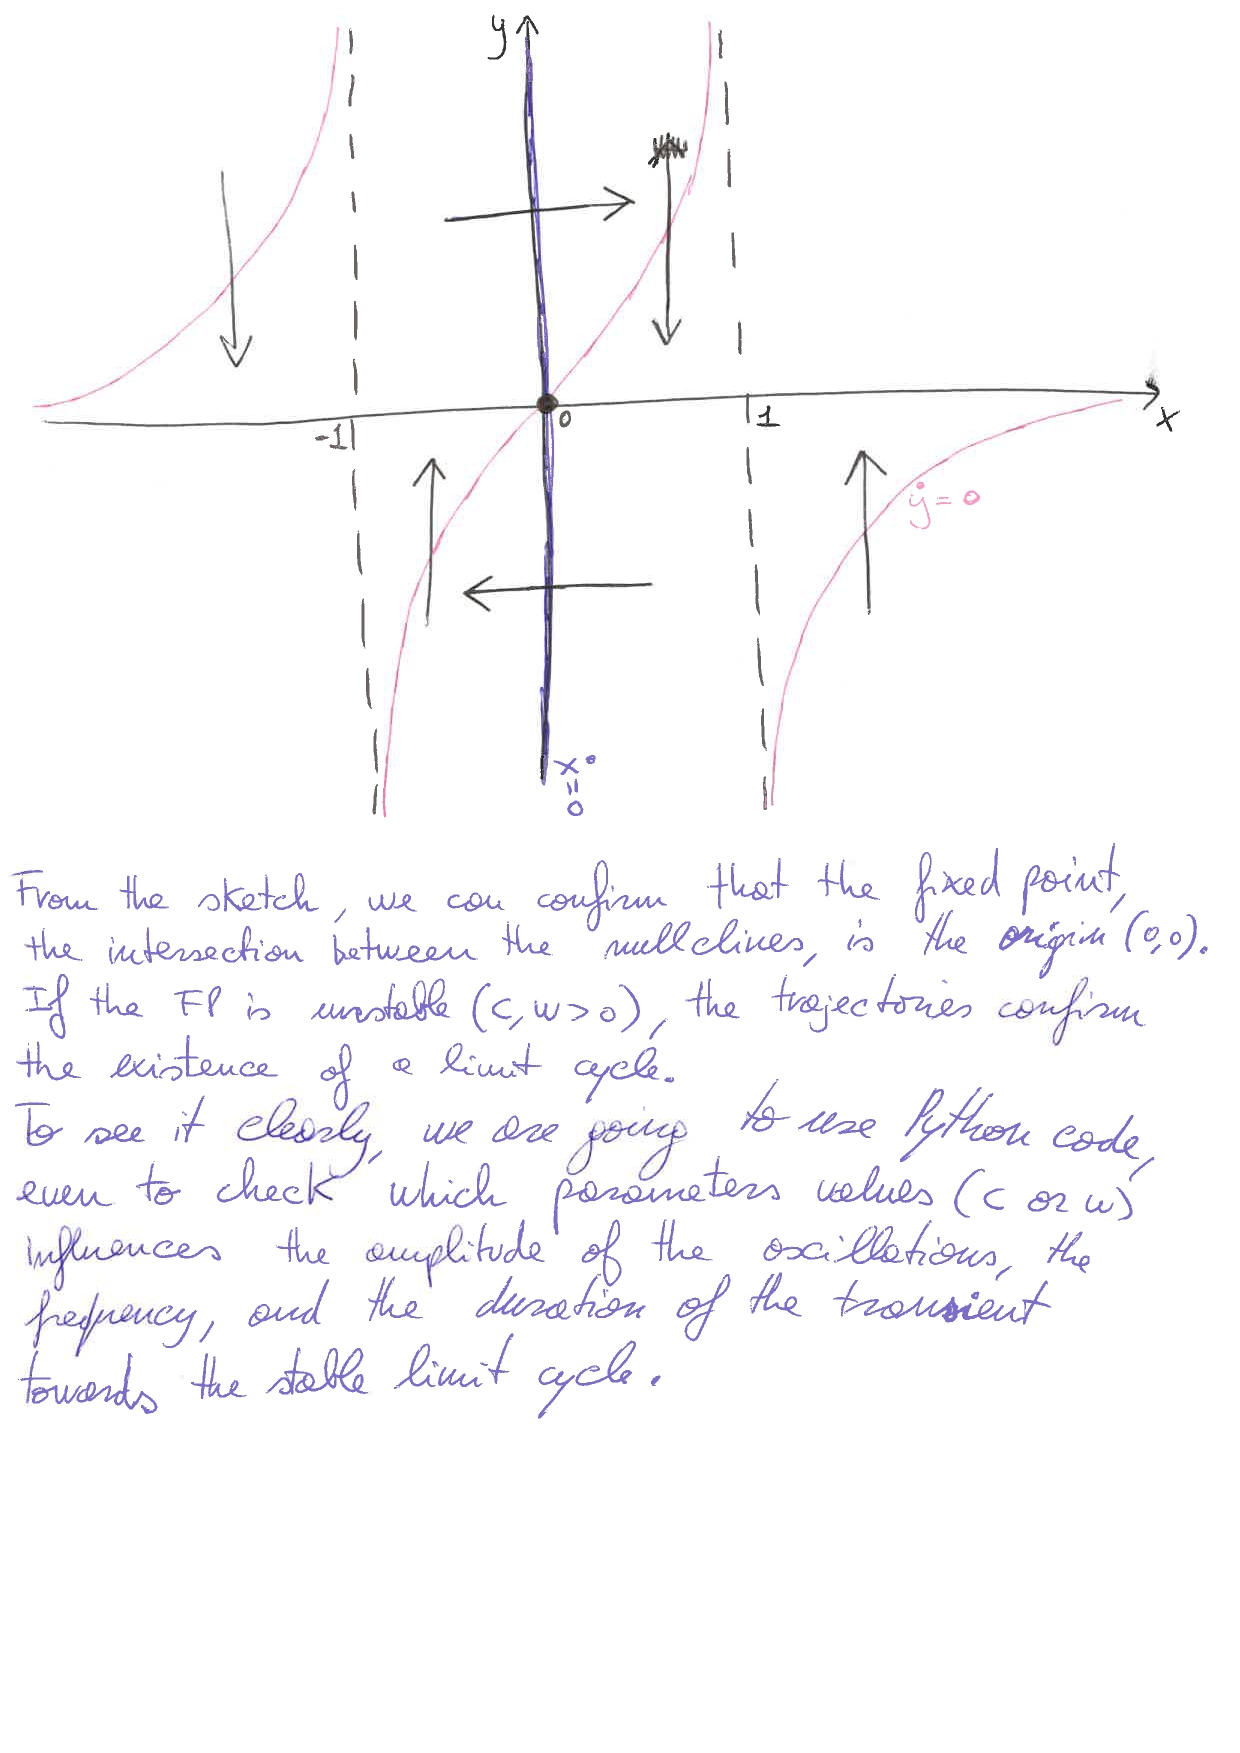 y
-1
0
1
x
ẏ = 0
ẋ = 0
From the sketch, we can confirm that the fixed point,
the intersection between the nullclines, is the origin (0,0).
If the FP is unstable (c, w > 0), the trajectories confirm
the existence of a limit cycle.
To see it clearly, we are going to use Python code,
even to check which parameters values (c or w)
influences the amplitude of the oscillations, the
frequency, and the duration of the transient
towards the stable limit cycle.